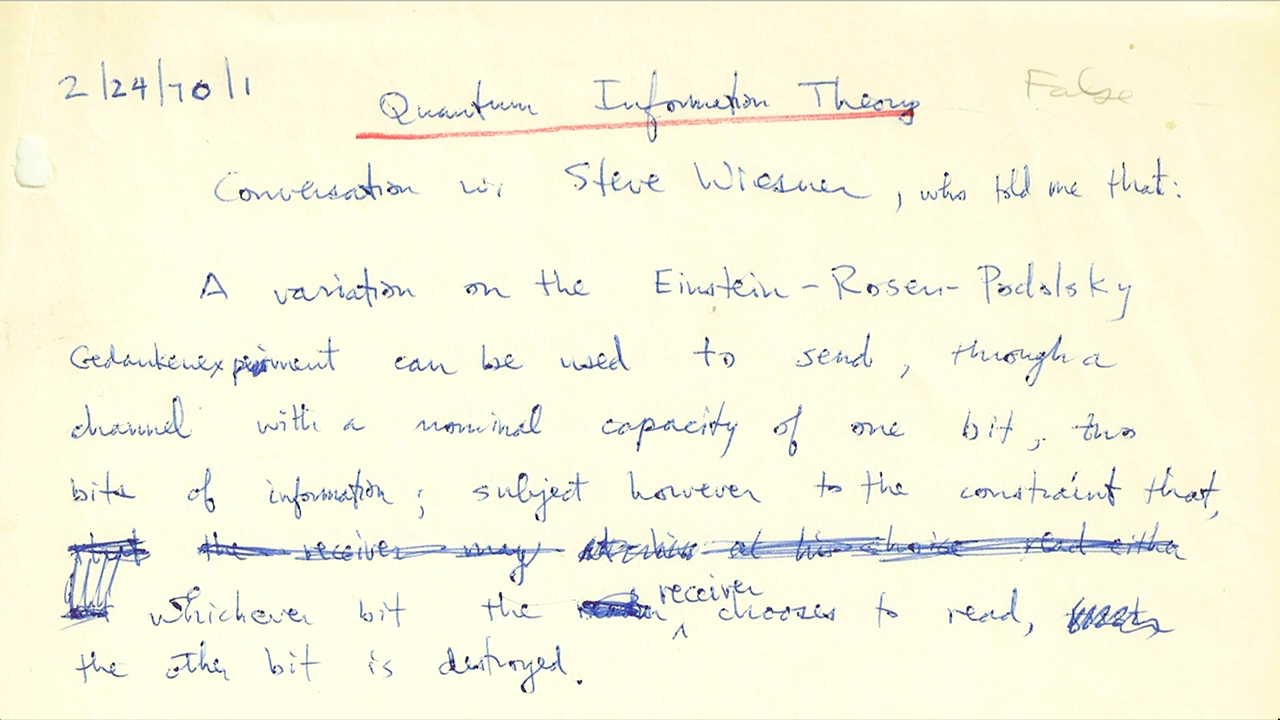 2/24/70/1
Quantum Information Theory
False
Conversation w. Steve Wiesner, who told me that:
A variation on the Einstein-Rosen-Podolsky
Gedankenexperiment can be used to send, through a
channel with a nominal capacity of one bit, two
bits of information; subject however to the constraint that,
the receiver may at his choice read either
whichever bit the receiver chooses to read,
the other bit is destroyed.